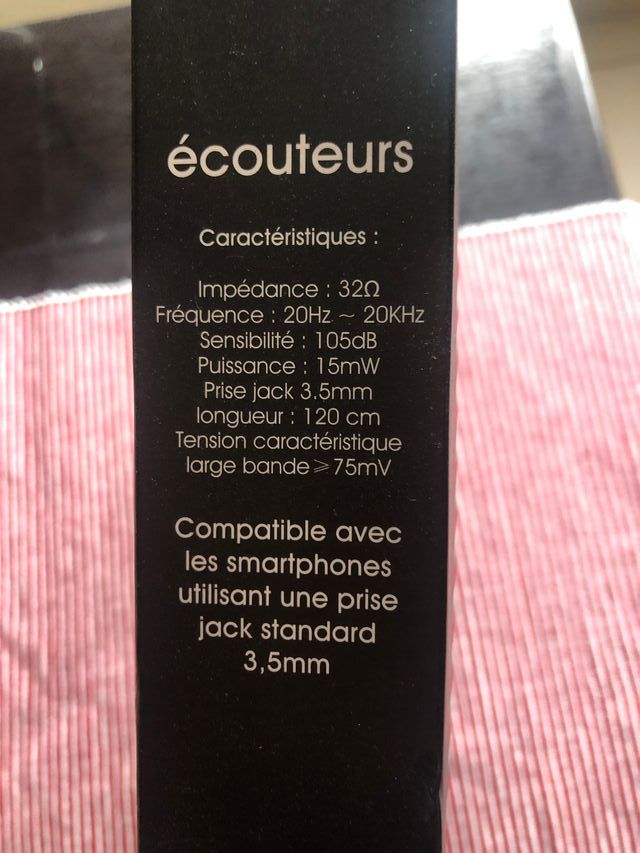 écouteurs
Caractéristiques :
Impédance : 32Ω
Fréquence : 20Hz ~ 20KHz
Sensibilité : 105dB
Puissance : 15mW
Prise jack 3.5mm
longueur : 120 cm
Tension caractéristique
large bande ⩾ 75mV
Compatible avec
les smartphones
utilisant une prise
jack standard
3,5mm